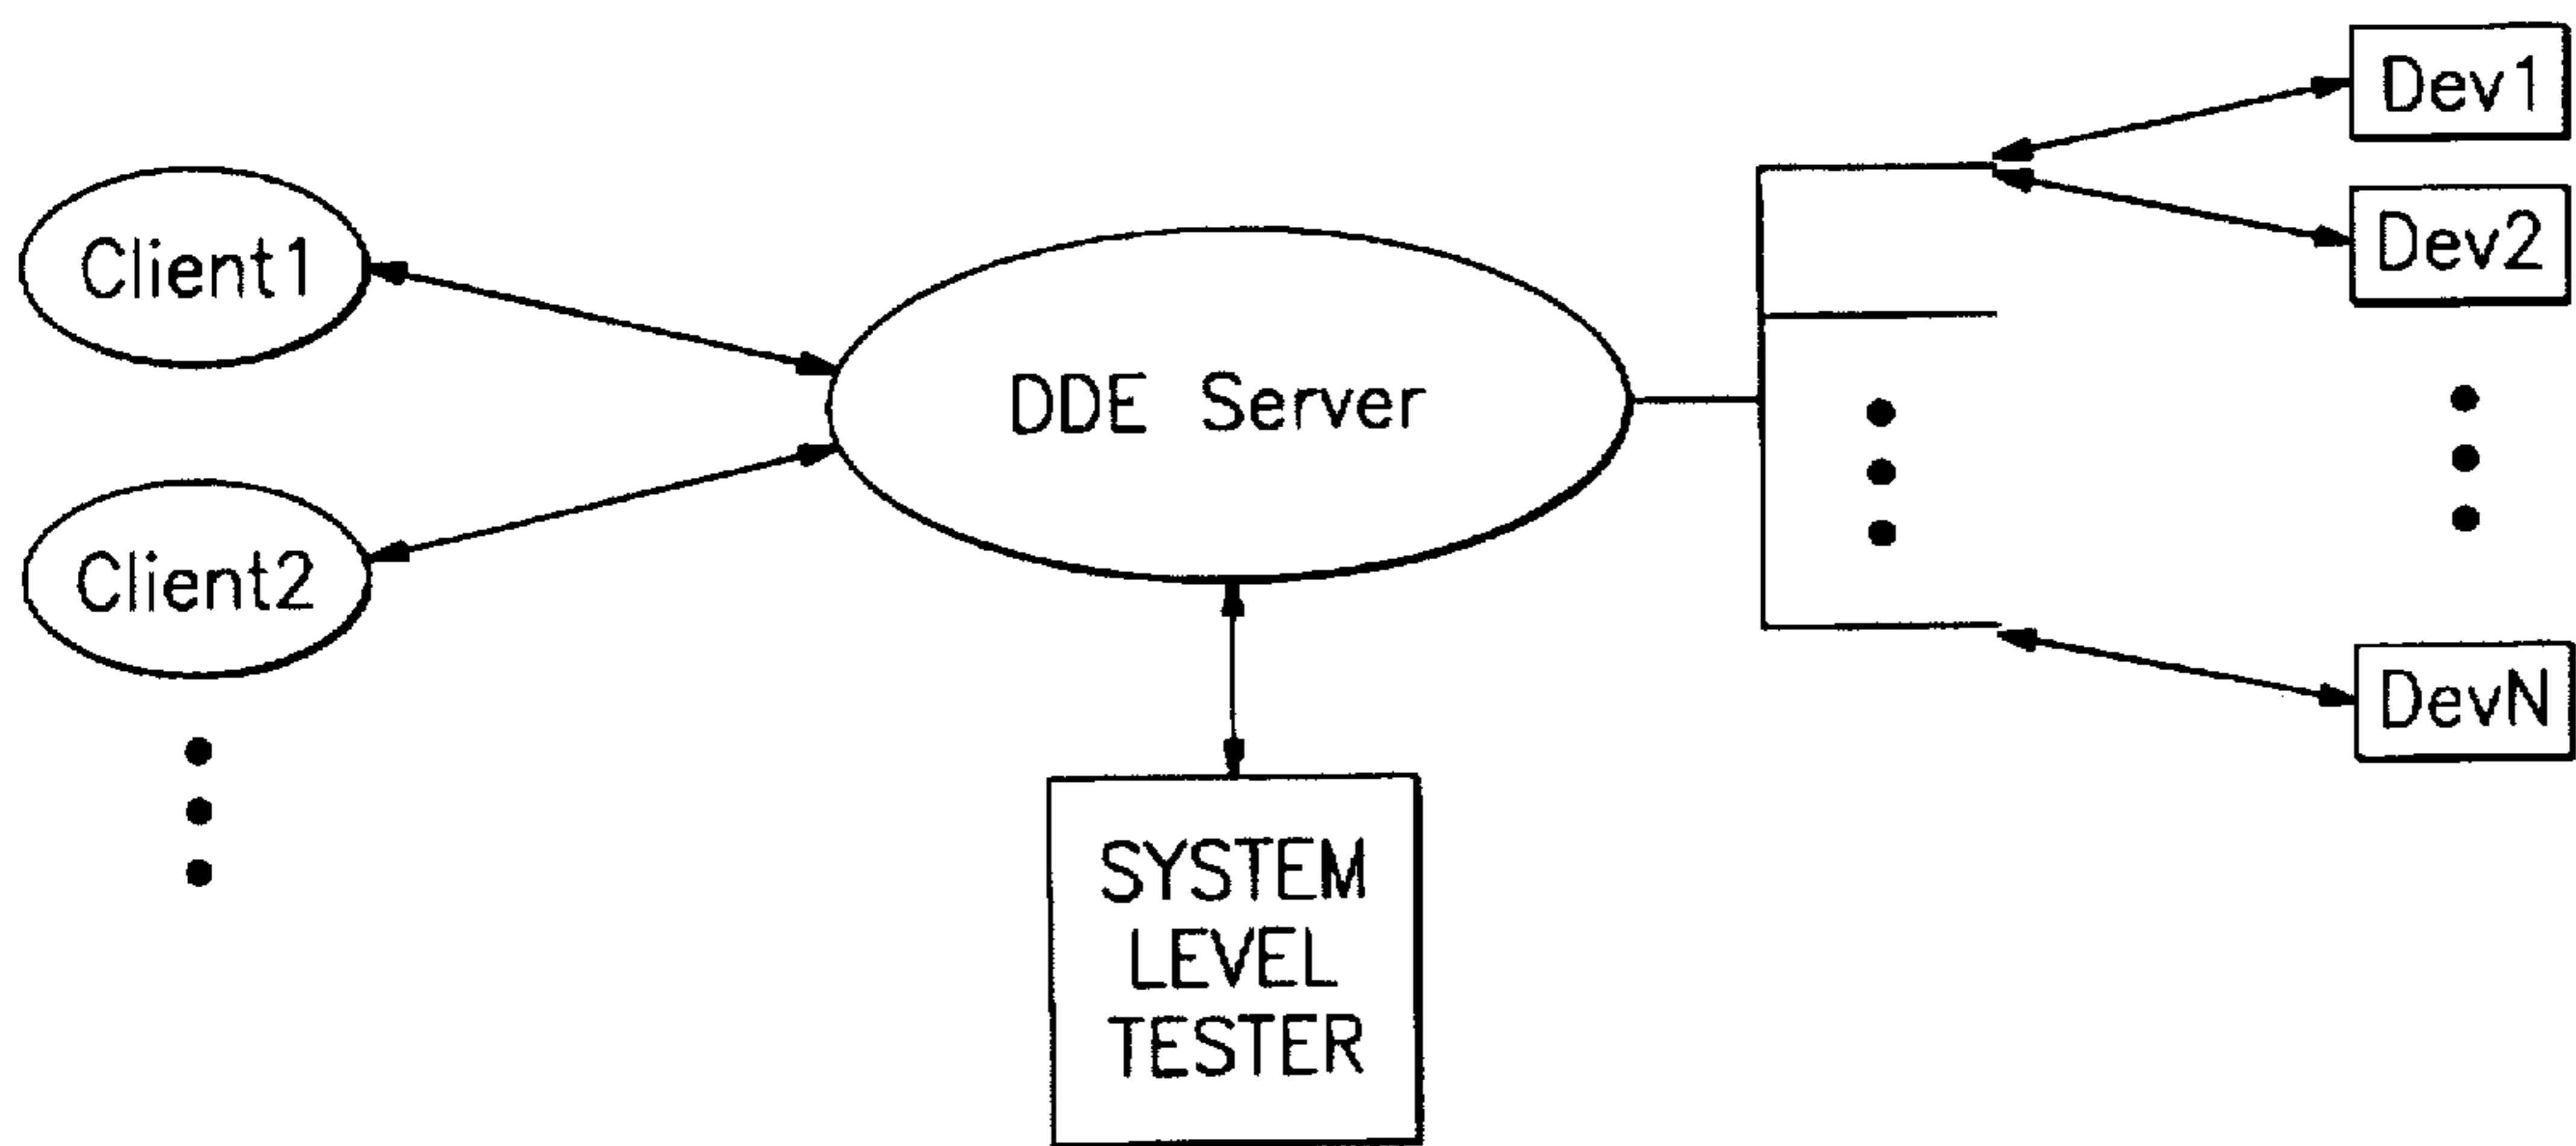 Client1
Client2
DDE Server
SYSTEM
LEVEL
TESTER
Dev1
Dev2
DevN